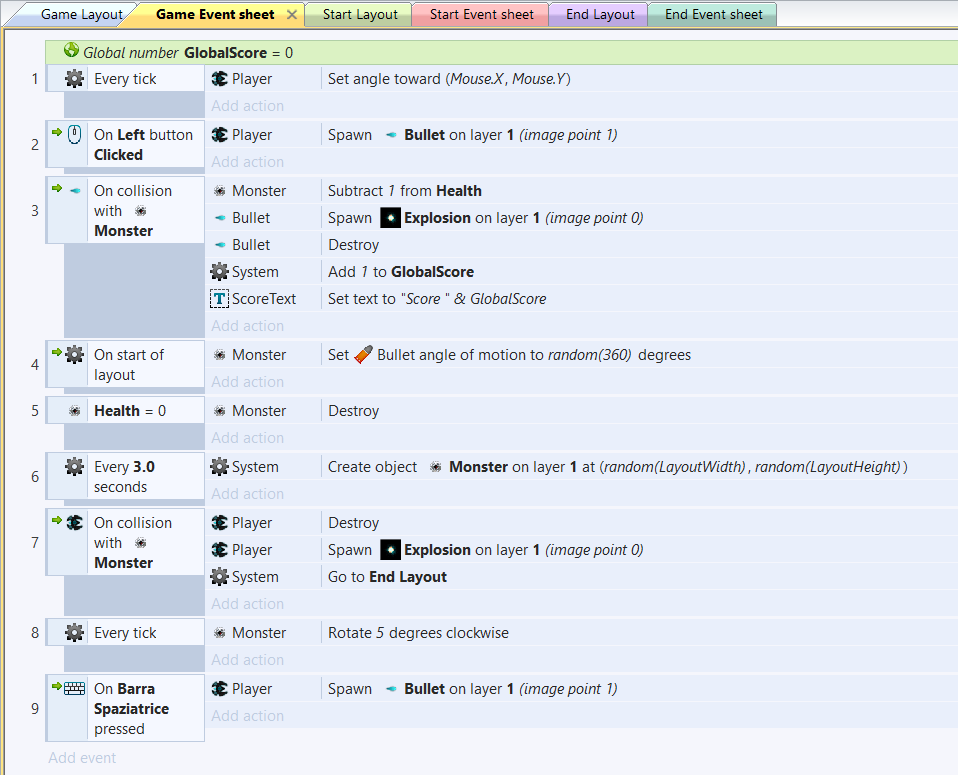 Game Layout Game Event sheet Start Layout Start Event sheet End Layout End Event sheet
Global number GlobalScore = 0
1 Every tick Player Set angle toward (Mouse.X, Mouse.Y)
Add action
2 On Left button Clicked Player Spawn Bullet on layer 1 (image point 1)
Add action
3 On collision with Monster Monster Subtract 1 from Health
Bullet Spawn Explosion on layer 1 (image point 0)
Bullet Destroy
System Add 1 to GlobalScore
T ScoreText Set text to "Score " & GlobalScore
Add action
4 On start of layout Monster Set Bullet angle of motion to random(360) degrees
Add action
5 Health = 0 Monster Destroy
Add action
6 Every 3.0 seconds System Create object Monster on layer 1 at (random(LayoutWidth), random(LayoutHeight))
Add action
7 On collision with Monster Player Destroy
Player Spawn Explosion on layer 1 (image point 0)
System Go to End Layout
Add action
8 Every tick Monster Rotate 5 degrees clockwise
Add action
9 On Barra Spaziatrice pressed Player Spawn Bullet on layer 1 (image point 1)
Add action
Add event